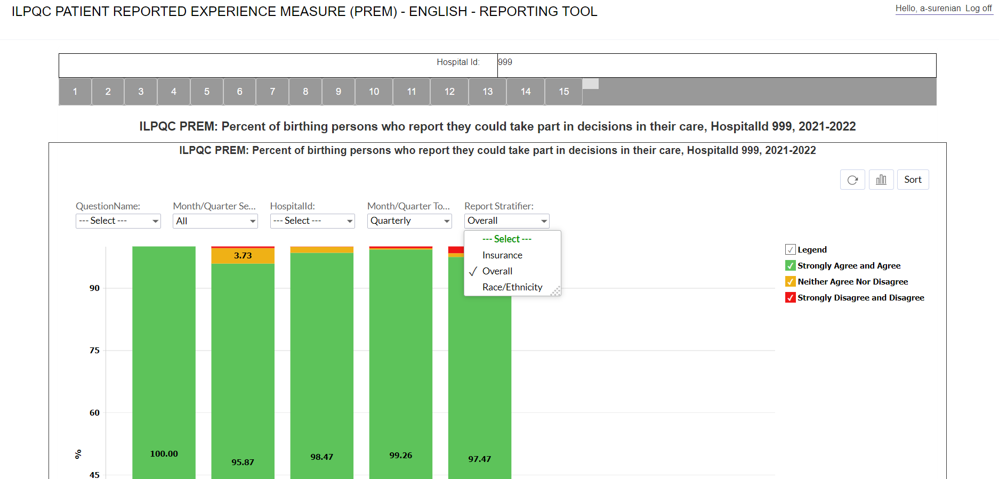 ILPQC PATIENT REPORTED EXPERIENCE MEASURE (PREM) - ENGLISH - REPORTING TOOL
Hello, a-surenian Log off
Hospital Id: 999
1 2 3 4 5 6 7 8 9 10 11 12 13 14 15
ILPQC PREM: Percent of birthing persons who report they could take part in decisions in their care, HospitalId 999, 2021-2022
ILPQC PREM: Percent of birthing persons who report they could take part in decisions in their care, HospitalId 999, 2021-2022
Sort
QuestionName: Month/Quarter Se... HospitalId: Month/Quarter To... Report Stratifier:
--- Select --- All --- Select --- Quarterly Overall
--- Select ---
Insurance
Overall
Race/Ethnicity
Legend
Strongly Agree and Agree
Neither Agree Nor Disagree
Strongly Disagree and Disagree
3.73
90
75
60
%
100.00 95.87 98.47 99.26 97.47
45